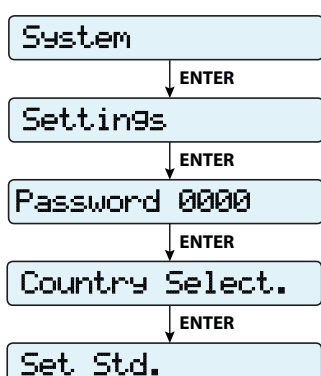 System
ENTER
Settings
ENTER
Password 0000
ENTER
Country Select.
ENTER
Set Std.